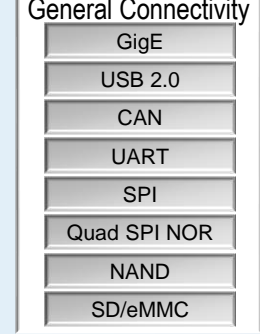 General Connectivity
GigE
USB 2.0
CAN
UART
SPI
Quad SPI NOR
NAND
SD/eMMC